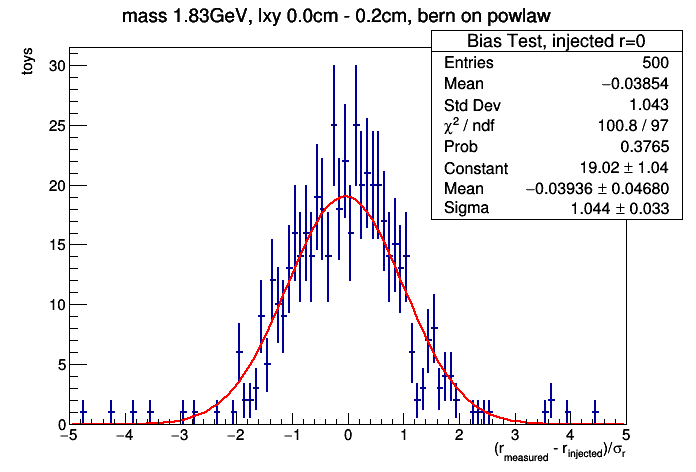 mass 1.83GeV, lxy 0.0cm - 0.2cm, bern on powlaw
Bias Test, injected r=0
Entries 500
Mean −0.03854
Std Dev 1.043
χ² / ndf 100.8 / 97
Prob 0.3765
Constant 19.02 ± 1.04
Mean −0.03936 ± 0.04680
Sigma 1.044 ± 0.033
toys
30
25
20
15
10
5
0
−5 −4 −3 −2 −1 0 1 2 3 4 5
(r_measured - r_injected)/σ_r